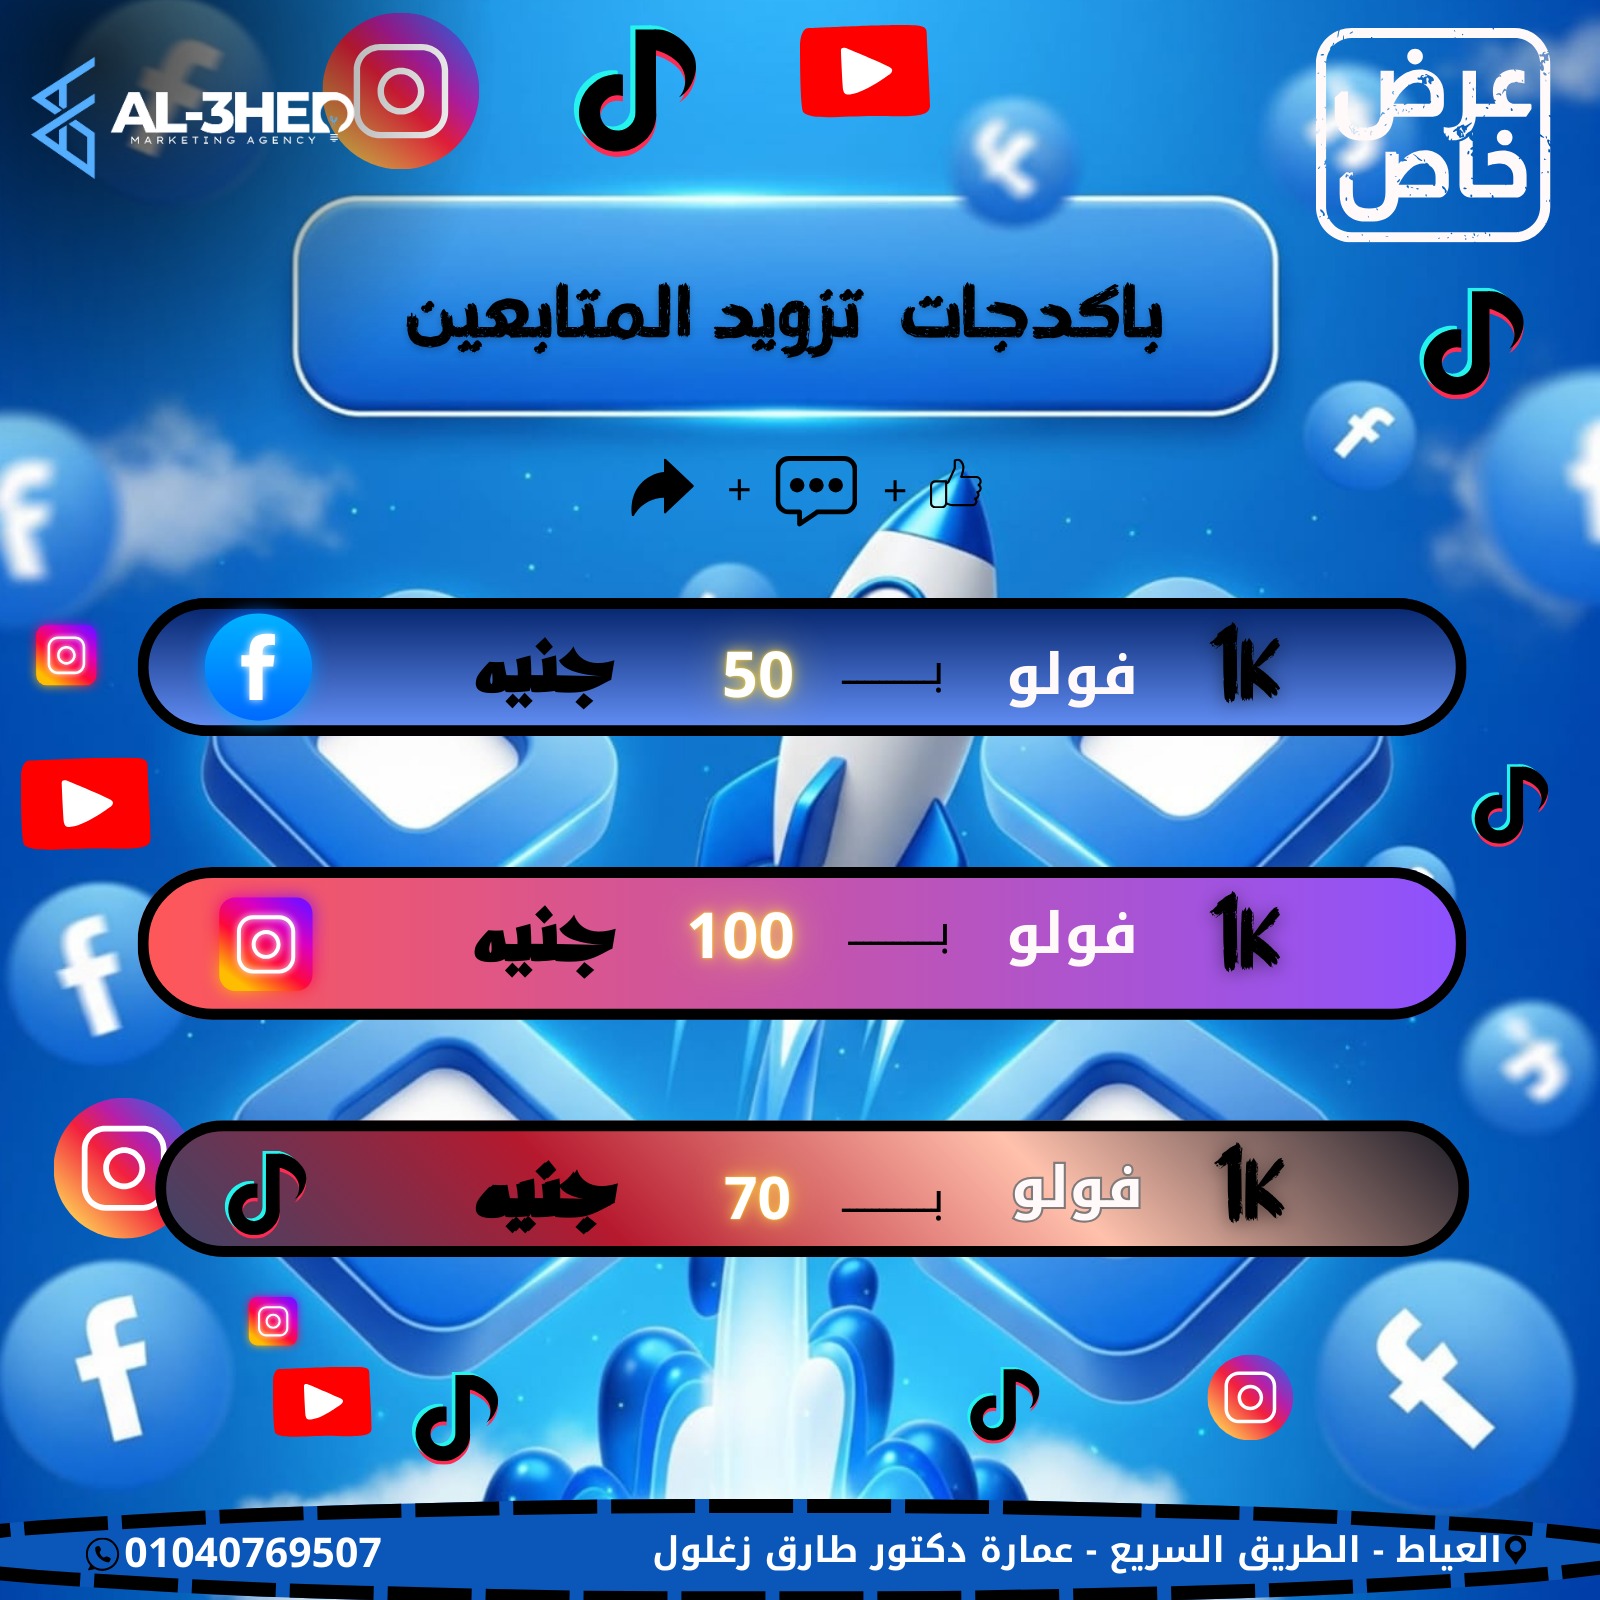 AL-3HED
MARKETING AGENCY
عرض
خاص
باكدجات تزويد المتابعين
+ +
1K فولو بـــــ 50 جنيه
1K فولو بـــــ 100 جنيه
1K فولو بـــــ 70 جنيه
العياط - الطريق السريع - عمارة دكتور طارق زغلول
01040769507